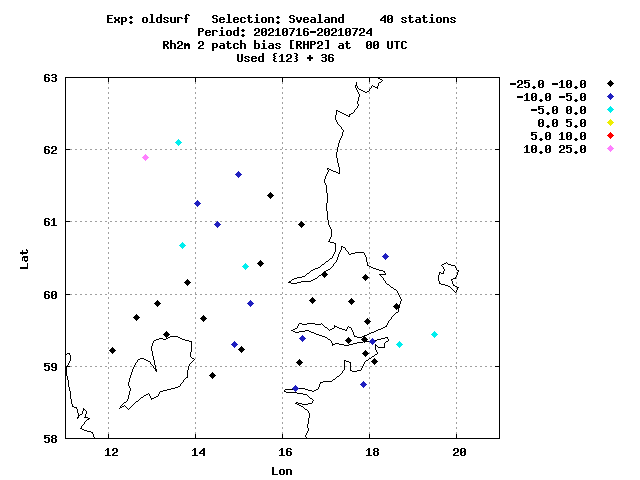 Exp: oldsurf   Selection: Svealand     40 stations
Period: 20210716-20210724
Rh2m 2 patch bias [RHP2] at  00 UTC
Used {12} + 36
-25.0 -10.0
-10.0 -5.0
-5.0 0.0
0.0 5.0
5.0 10.0
10.0 25.0
63
62
61
60
59
58
Lat
12 14 16 18 20
Lon